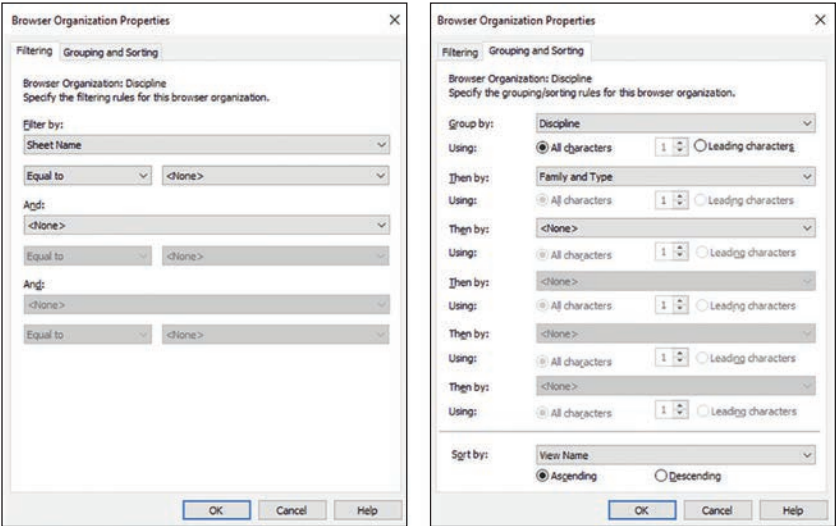 Browser Organization Properties
Filtering Grouping and Sorting
Browser Organization: Discipline
Specify the filtering rules for this browser organization.
Filter by:
Sheet Name
Equal to <None>
And:
<None>
Equal to <None>
And:
<None>
Equal to <None>
OK Cancel Help
Browser Organization Properties
Filtering Grouping and Sorting
Browser Organization: Discipline
Specify the grouping/sorting rules for this browser organization.
Group by: Discipline
Using: All characters 1 Leading characters
Then by: Family and Type
Using: All characters 1 Leading characters
Then by: <None>
Using: All characters 1 Leading characters
Then by: <None>
Using: All characters 1 Leading characters
Then by: <None>
Using: All characters 1 Leading characters
Then by: <None>
Using: All characters 1 Leading characters
Sort by: View Name
Ascending Descending
OK Cancel Help